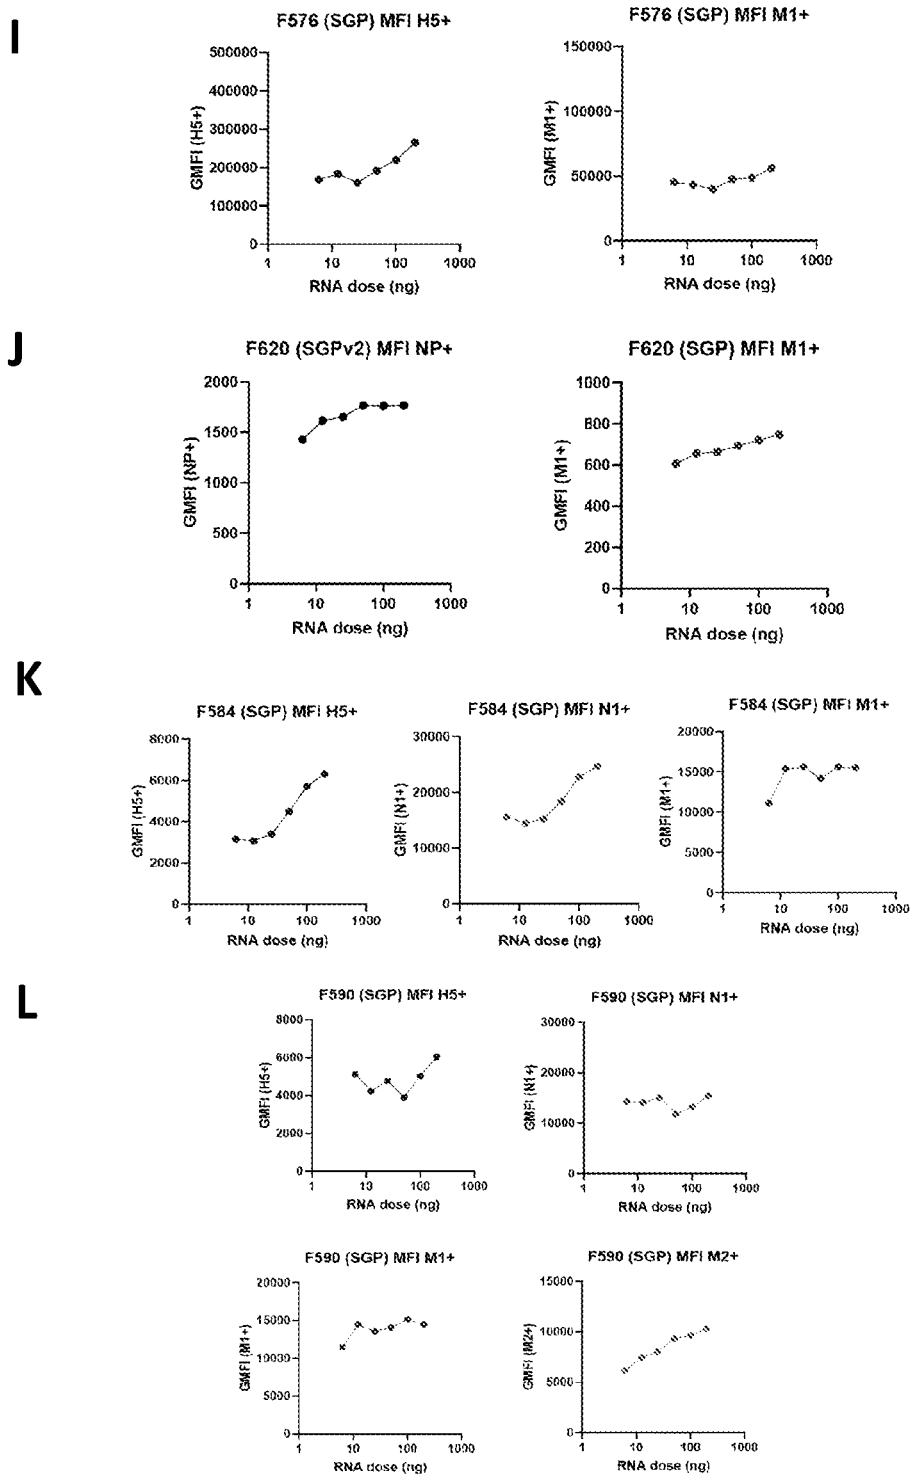 I
F576 (SGP) MFI H5+
GMFI (H5+)
500000
400000
300000
200000
100000
0
1 10 100 1000
RNA dose (ng)
F576 (SGP) MFI M1+
GMFI (M1+)
150000
100000
50000
0
1 10 100 1000
RNA dose (ng)
J
F620 (SGPv2) MFI NP+
GMFI (NP+)
2000
1500
1000
500
0
1 10 100 1000
RNA dose (ng)
F620 (SGP) MFI M1+
GMFI (M1+)
1000
800
600
400
200
0
1 10 100 1000
RNA dose (ng)
K
F584 (SGP) MFI H5+
GMFI (H5+)
8000
6000
4000
2000
0
1 10 100 1000
RNA dose (ng)
F584 (SGP) MFI N1+
GMFI (N1+)
30000
20000
10000
0
1 10 100 1000
RNA dose (ng)
F584 (SGP) MFI M1+
GMFI (M1+)
20000
15000
10000
5000
0
1 10 100 1000
RNA dose (ng)
L
F590 (SGP) MFI H5+
GMFI (H5+)
8000
6000
4000
2000
0
1 10 100 1000
RNA dose (ng)
F590 (SGP) MFI N1+
GMFI (N1+)
30000
20000
10000
0
1 10 100 1000
RNA dose (ng)
F590 (SGP) MFI M1+
GMFI (M1+)
20000
15000
10000
5000
0
1 10 100 1000
RNA dose (ng)
F590 (SGP) MFI M2+
GMFI (M2+)
15000
10000
5000
0
1 10 100 1000
RNA dose (ng)